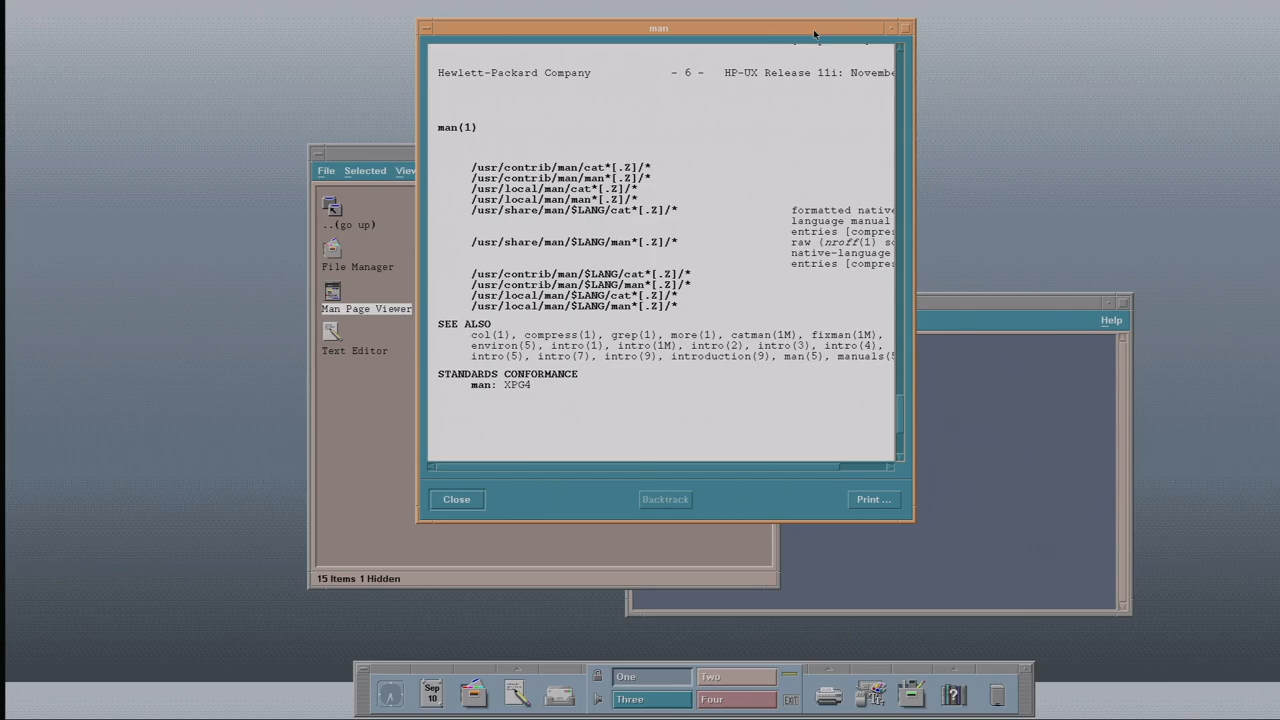 man
Hewlett-Packard Company - 6 - HP-UX Release 11i: Novembe
man(1)
/usr/contrib/man/cat*[.Z]/*
/usr/contrib/man/man*[.Z]/*
/usr/local/man/cat*[.Z]/*
/usr/local/man/man*[.Z]/*
/usr/share/man/$LANG/cat*[.Z]/* formatted native
language manual
entries [compres
/usr/share/man/$LANG/man*[.Z]/* raw (nroff(1) so
native-language
entries [compres
/usr/contrib/man/$LANG/cat*[.Z]/*
/usr/contrib/man/$LANG/man*[.Z]/*
/usr/local/man/$LANG/cat*[.Z]/*
/usr/local/man/$LANG/man*[.Z]/*
SEE ALSO
col(1), compress(1), grep(1), more(1), catman(1M), fixman(1M),
environ(5), intro(1), intro(1M), intro(2), intro(3), intro(4),
intro(5), intro(7), intro(9), introduction(9), man(5), manuals(5
STANDARDS CONFORMANCE
man: XPG4
Close Backtrack Print ...
File Selected View
..(go up)
File Manager
Man Page Viewer
Text Editor
15 Items 1 Hidden
Help
Sep
10
One Two
Three Four
EXIT